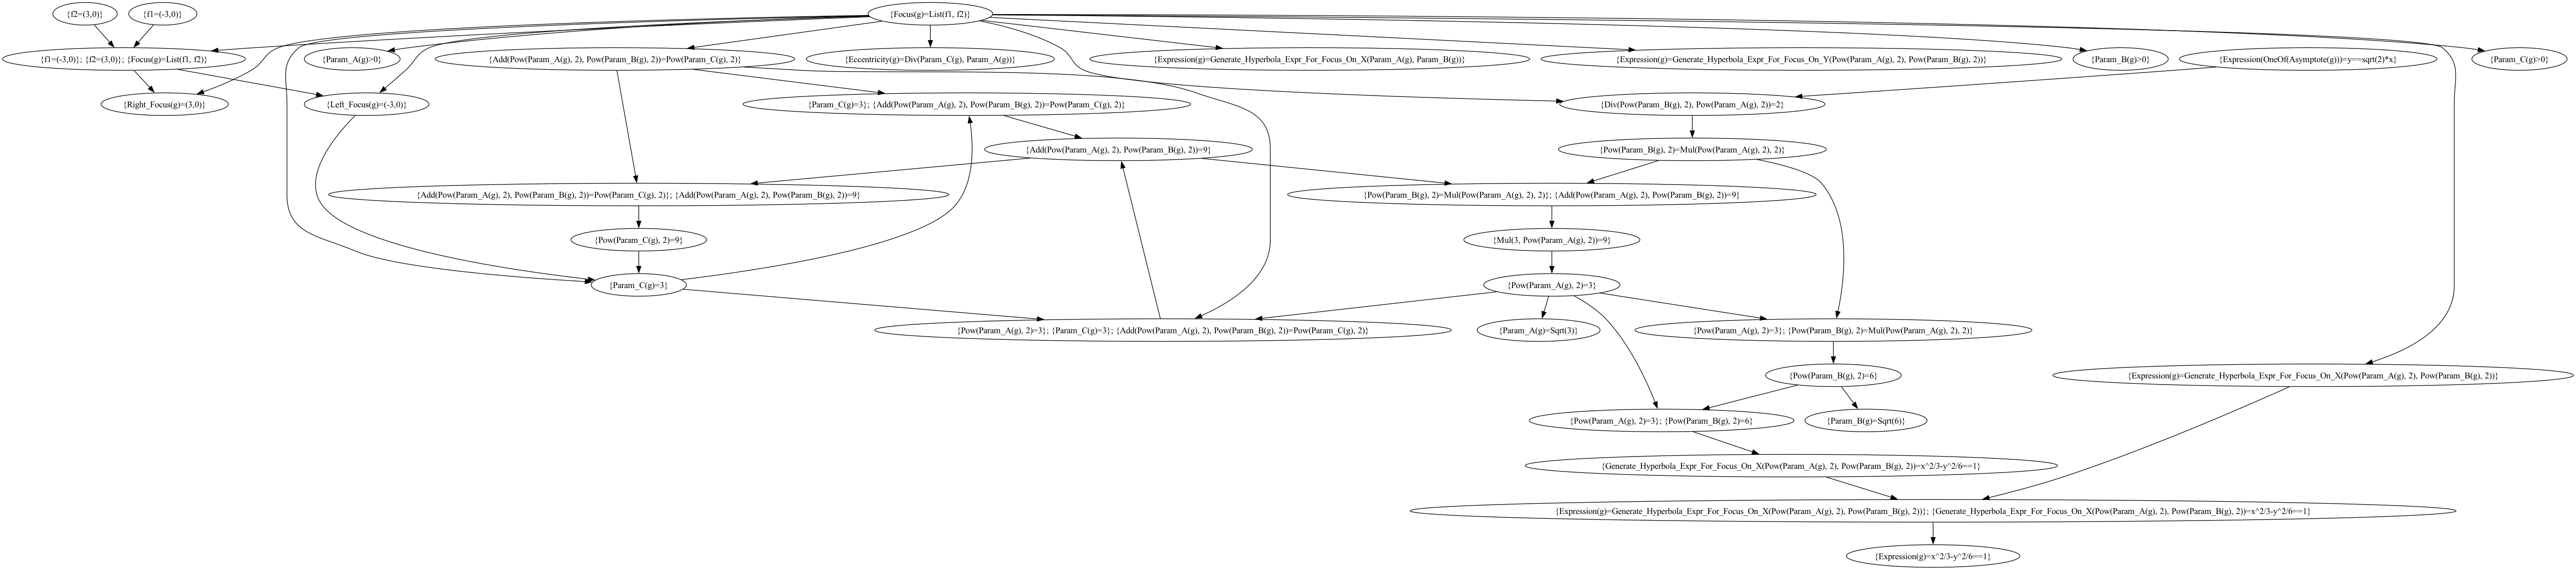 {f2=(3,0)}
{f1=(-3,0)}
{Focus(g)=List(f1, f2)}
{f1=(-3,0)}; {f2=(3,0)}; {Focus(g)=List(f1, f2)}
{Param_A(g)>0}
{Add(Pow(Param_A(g), 2), Pow(Param_B(g), 2))=Pow(Param_C(g), 2)}
{Eccentricity(g)=Div(Param_C(g), Param_A(g))}
{Expression(g)=Generate_Hyperbola_Expr_For_Focus_On_X(Param_A(g), Param_B(g))}
{Expression(g)=Generate_Hyperbola_Expr_For_Focus_On_Y(Pow(Param_A(g), 2), Pow(Param_B(g), 2))}
{Param_B(g)>0}
{Expression(OneOf(Asymptote(g)))=y==sqrt(2)*x}
{Param_C(g)>0}
{Right_Focus(g)=(3,0)}
{Left_Focus(g)=(-3,0)}
{Param_C(g)=3}; {Add(Pow(Param_A(g), 2), Pow(Param_B(g), 2))=Pow(Param_C(g), 2)}
{Div(Pow(Param_B(g), 2), Pow(Param_A(g), 2))=2}
{Add(Pow(Param_A(g), 2), Pow(Param_B(g), 2))=9}
{Pow(Param_B(g), 2)=Mul(Pow(Param_A(g), 2), 2)}
{Add(Pow(Param_A(g), 2), Pow(Param_B(g), 2))=Pow(Param_C(g), 2)}; {Add(Pow(Param_A(g), 2), Pow(Param_B(g), 2))=9}
{Pow(Param_B(g), 2)=Mul(Pow(Param_A(g), 2), 2)}; {Add(Pow(Param_A(g), 2), Pow(Param_B(g), 2))=9}
{Pow(Param_C(g), 2)=9}
{Mul(3, Pow(Param_A(g), 2))=9}
{Param_C(g)=3}
{Pow(Param_A(g), 2)=3}
{Pow(Param_A(g), 2)=3}; {Param_C(g)=3}; {Add(Pow(Param_A(g), 2), Pow(Param_B(g), 2))=Pow(Param_C(g), 2)}
{Param_A(g)=Sqrt(3)}
{Pow(Param_A(g), 2)=3}; {Pow(Param_B(g), 2)=Mul(Pow(Param_A(g), 2), 2)}
{Pow(Param_B(g), 2)=6}
{Expression(g)=Generate_Hyperbola_Expr_For_Focus_On_X(Pow(Param_A(g), 2), Pow(Param_B(g), 2))}
{Pow(Param_A(g), 2)=3}; {Pow(Param_B(g), 2)=6}
{Param_B(g)=Sqrt(6)}
{Generate_Hyperbola_Expr_For_Focus_On_X(Pow(Param_A(g), 2), Pow(Param_B(g), 2))=x^2/3-y^2/6==1}
{Expression(g)=Generate_Hyperbola_Expr_For_Focus_On_X(Pow(Param_A(g), 2), Pow(Param_B(g), 2))}; {Generate_Hyperbola_Expr_For_Focus_On_X(Pow(Param_A(g), 2), Pow(Param_B(g), 2))=x^2/3-y^2/6==1}
{Expression(g)=x^2/3-y^2/6==1}